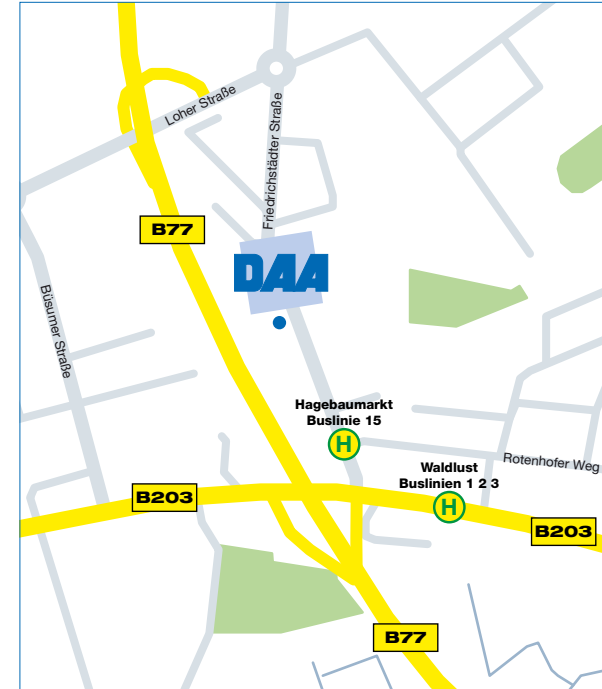 Loher Straße
Friedrichstädter Straße
B77
DAA
Büsumer Straße
Hagebaumarkt
Buslinie 15
H
Rotenhofer Weg
Waldlust
Buslinien 1 2 3
B203
H
B203
B77